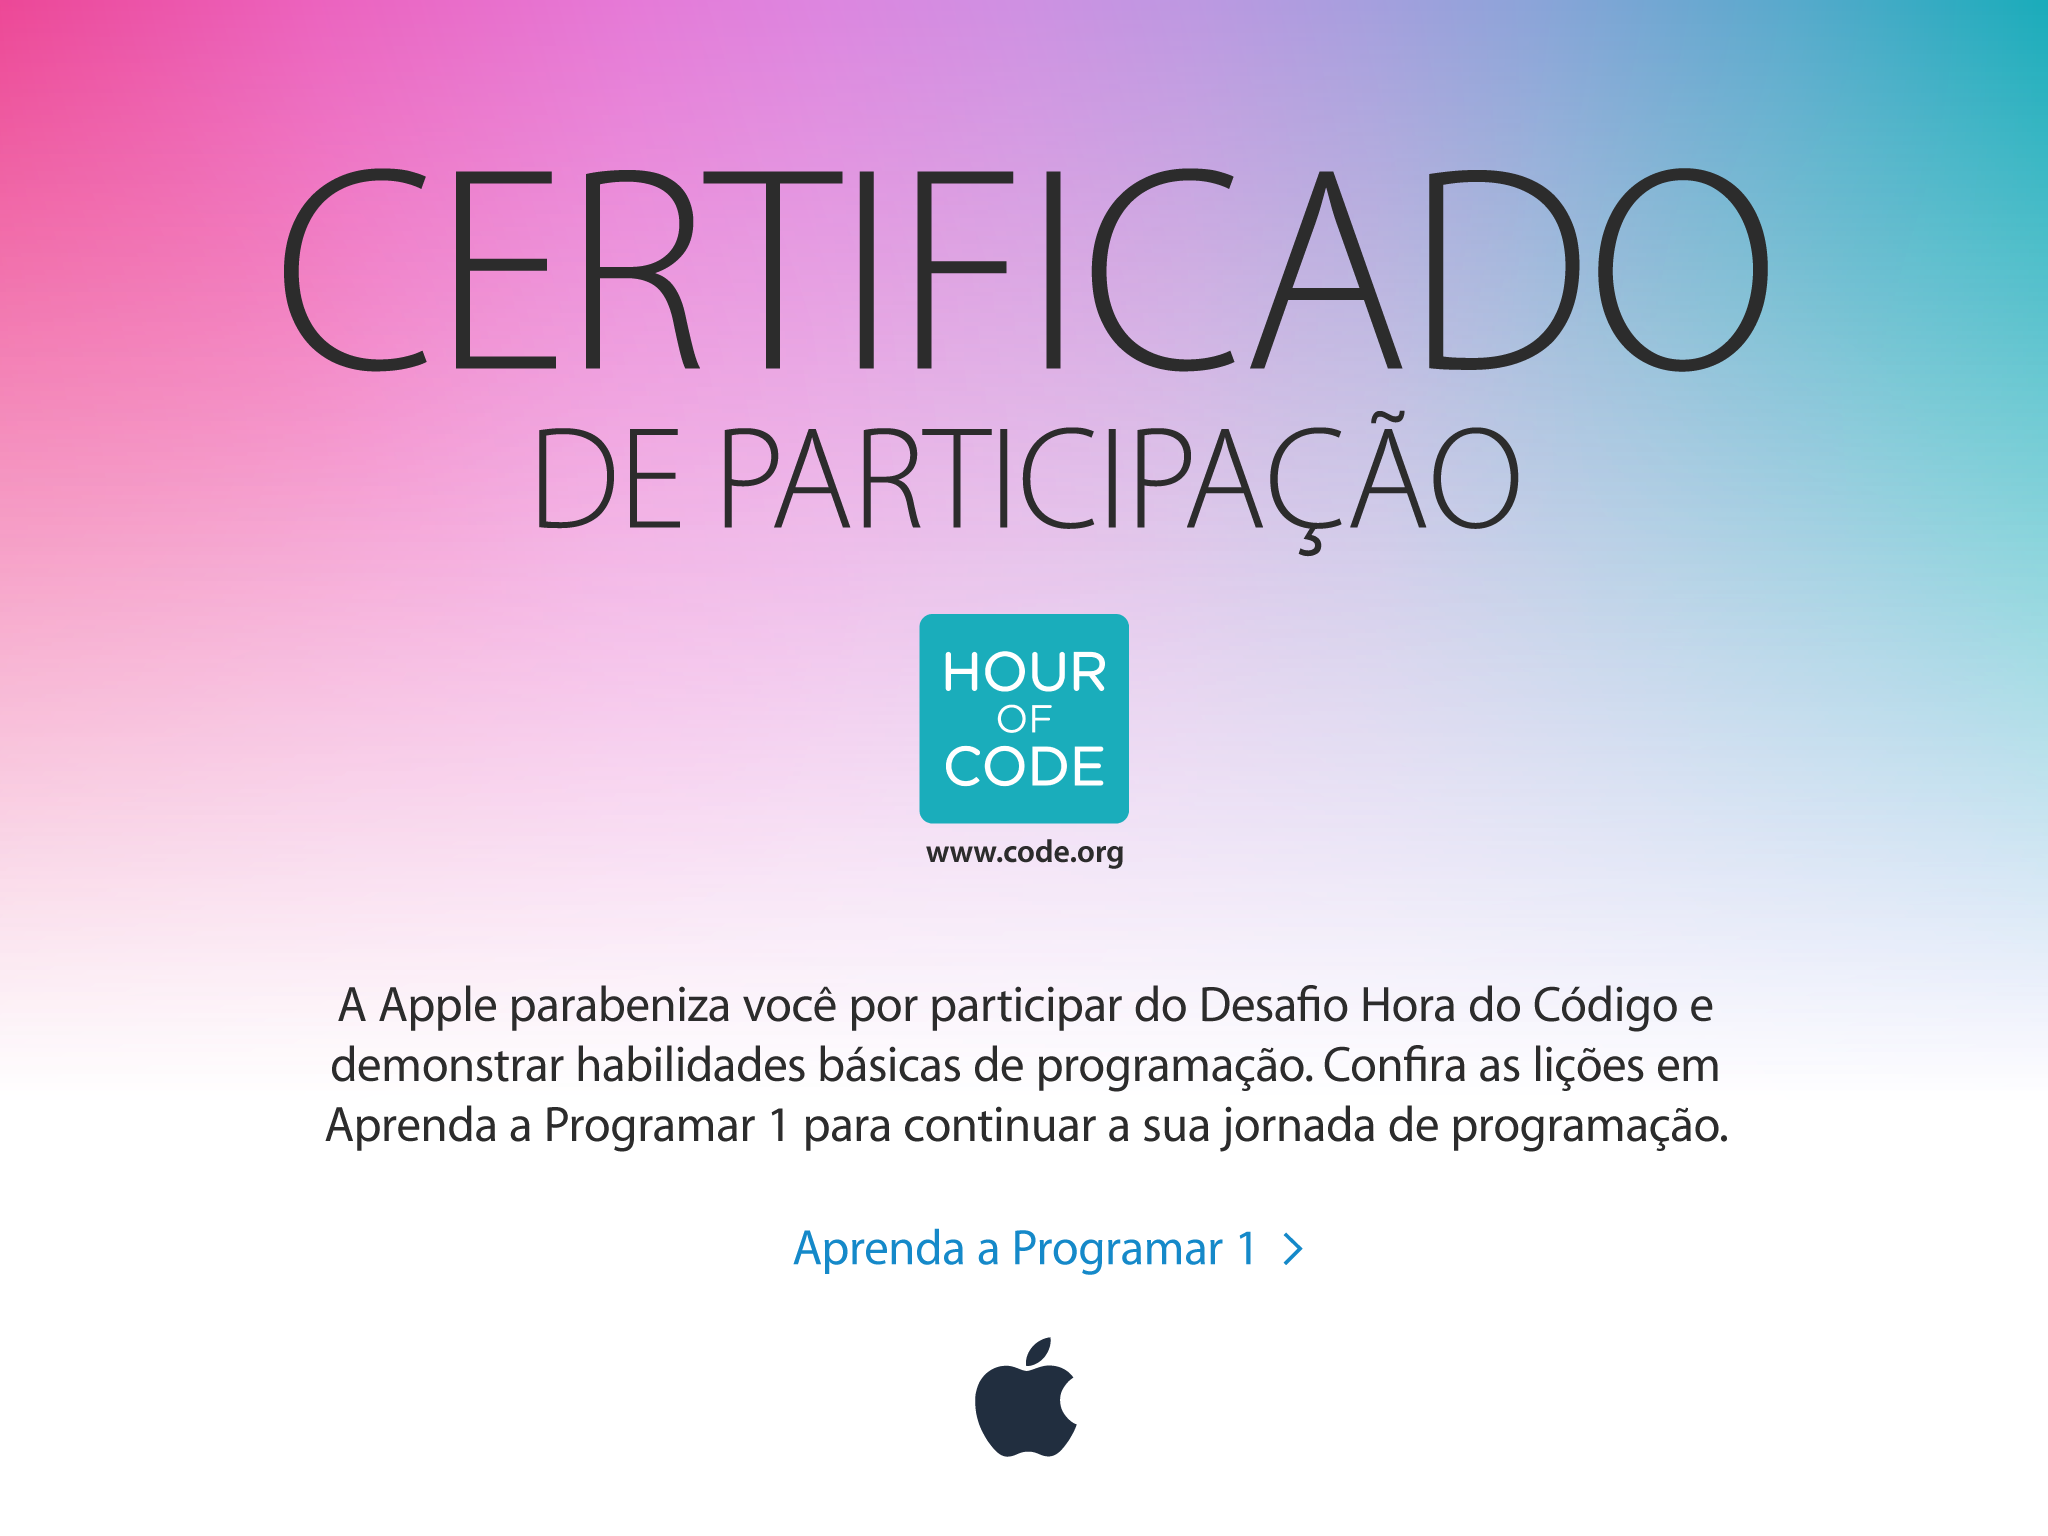 CERTIFICADO
DE PARTICIPAÇÃO
HOUR
OF
CODE
www.code.org
A Apple parabeniza você por participar do Desafio Hora do Código e
demonstrar habilidades básicas de programação. Confira as lições em
Aprenda a Programar 1 para continuar a sua jornada de programação.
Aprenda a Programar 1 >